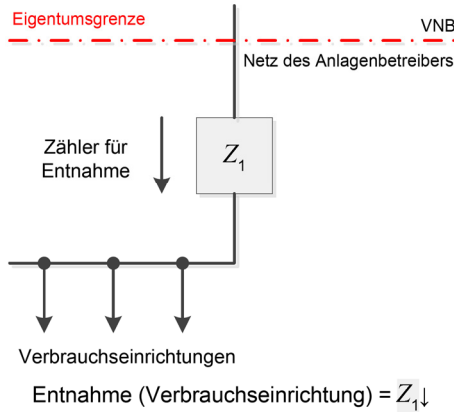 Eigentumsgrenze
VNB
Netz des Anlagenbetreibers
Zähler für
Entnahme
Z₁
Verbrauchseinrichtungen
Entnahme (Verbrauchseinrichtung) = Z₁↓